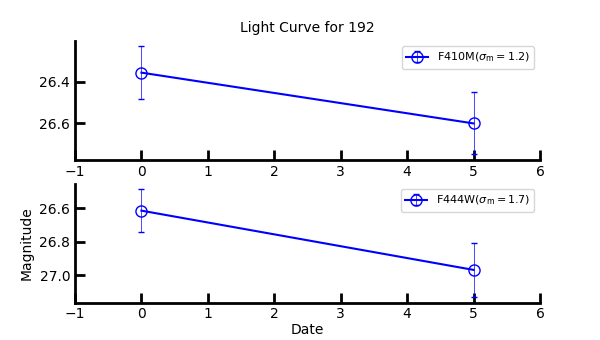 Light Curve for 192
F410M(σm = 1.2)
26.4
26.6
−1 0 1 2 3 4 5 6
F444W(σm = 1.7)
26.6
26.8
27.0
Magnitude
−1 0 1 2 3 4 5 6
Date